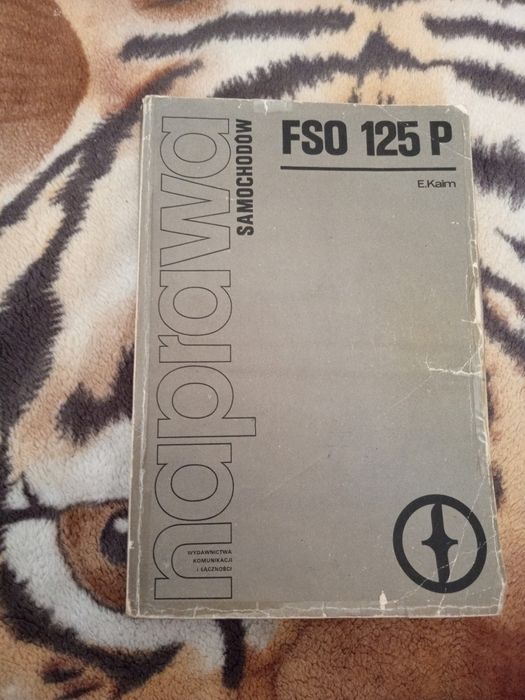 FSO 125 P
E.Kaim
naprawa
SAMOCHODÓW
WYDAWNICTWA
KOMUNIKACJI
I ŁĄCZNOŚCI